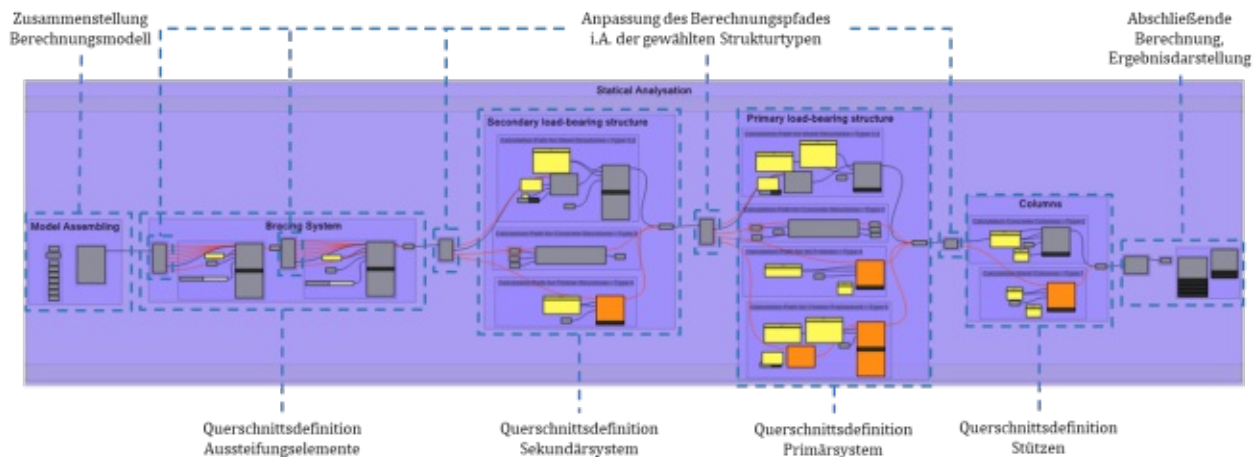 Zusammenstellung
Berechnungsmodell
Anpassung des Berechnungspfades
i.A. der gewählten Strukturtypen
Abschließende
Berechnung,
Ergebnisdarstellung
Statical Analysation
Model Assembling
Bracing System
Secondary load-bearing structure
Primary load-bearing structure
Columns
Querschnittsdefinition
Aussteifungselemente
Querschnittsdefinition
Sekundärsystem
Querschnittsdefinition
Primärsystem
Querschnittsdefinition
Stützen